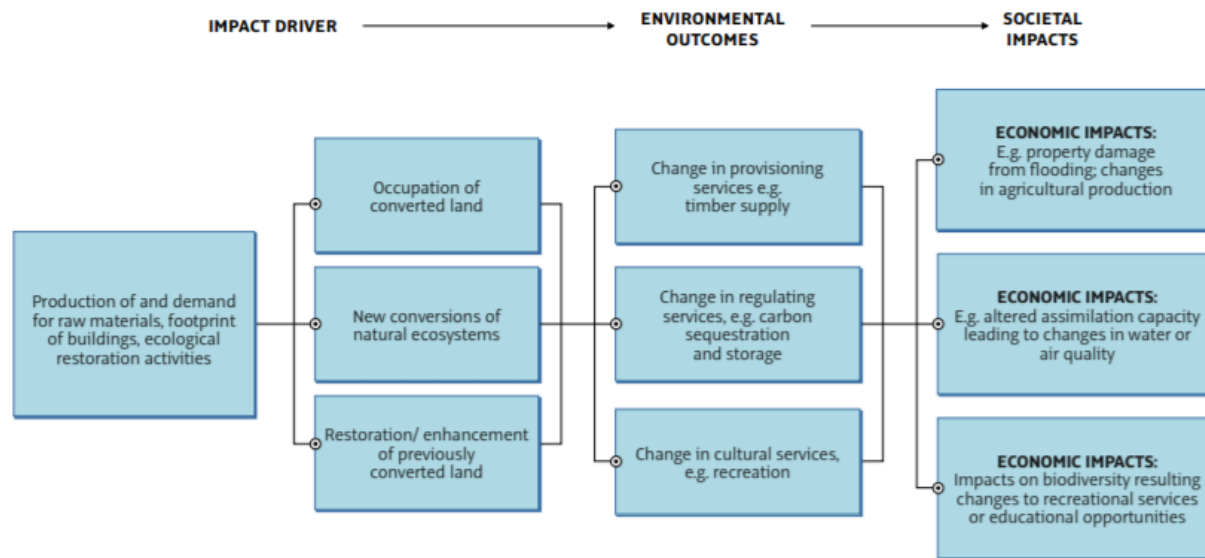 IMPACT DRIVER
ENVIRONMENTAL
OUTCOMES
SOCIETAL
IMPACTS
Production of and demand
for raw materials, footprint
of buildings, ecological
restoration activities
Occupation of
converted land
New conversions of
natural ecosystems
Restoration/ enhancement
of previously
converted land
Change in provisioning
services e.g.
timber supply
Change in regulating
services, e.g. carbon
sequestration
and storage
Change in cultural services,
e.g. recreation
ECONOMIC IMPACTS:
E.g. property damage
from flooding; changes
in agricultural production
ECONOMIC IMPACTS:
E.g. altered assimilation capacity
leading to changes in water or
air quality
ECONOMIC IMPACTS:
Impacts on biodiversity resulting
changes to recreational services
or educational opportunities